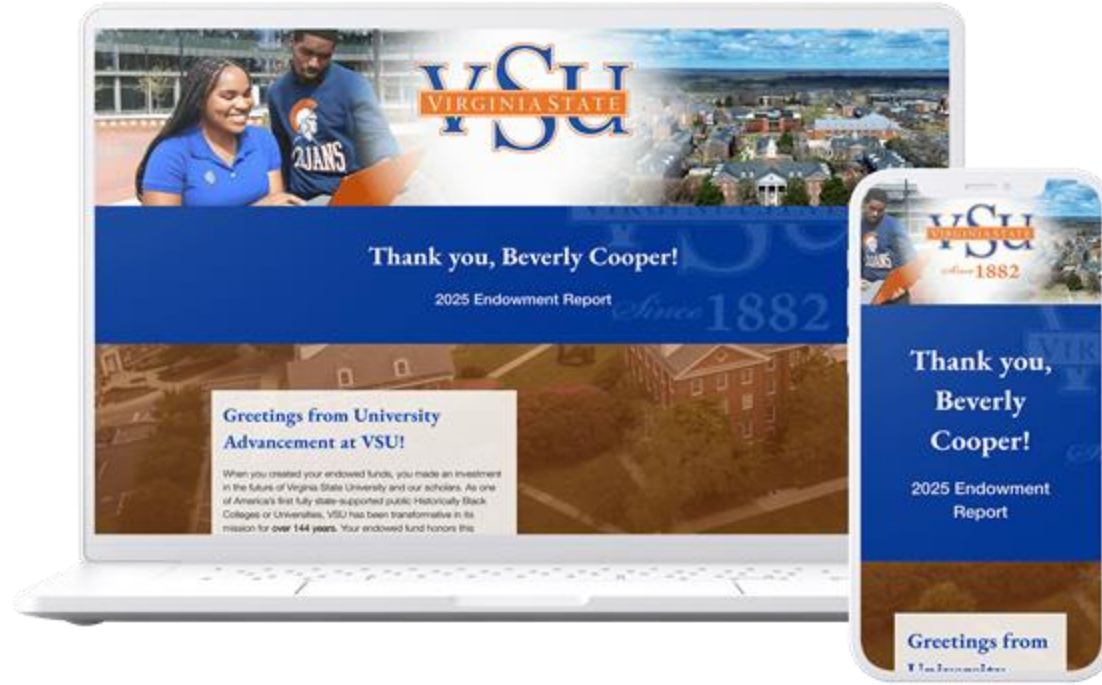 VSU
VIRGINIA STATE
TROJANS
Thank you, Beverly Cooper!
2025 Endowment Report
Since 1882
Greetings from University
Advancement at VSU!
When you created your endowed funds, you made an investment
in the future of Virginia State University and our scholars. As one
of America's first fully state-supported public Historically Black
Colleges or Universities, VSU has been transformative in its
mission for over 144 years. Your endowed fund honors this
VSU
VIRGINIA STATE
Since 1882
Thank you,
Beverly
Cooper!
2025 Endowment
Report
Greetings from
University